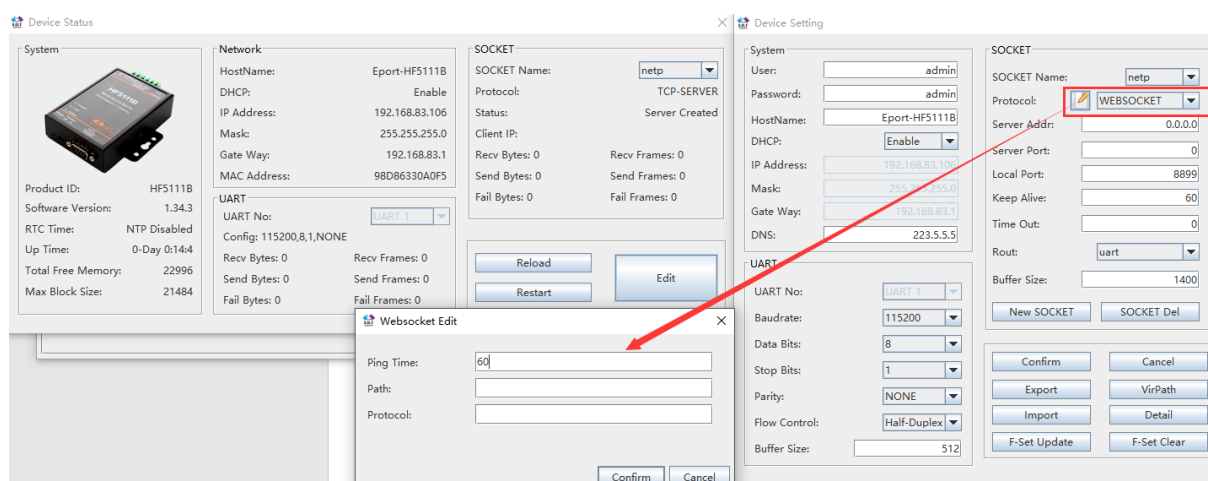 Device Status
System
HF5111B
Product ID: HF5111B
Software Version: 1.34.3
RTC Time: NTP Disabled
Up Time: 0-Day 0:14:4
Total Free Memory: 22996
Max Block Size: 21484
Network
HostName: Eport-HF5111B
DHCP: Enable
IP Address: 192.168.83.106
Mask: 255.255.255.0
Gate Way: 192.168.83.1
MAC Address: 98D86330A0F5
UART
UART No: UART 1
Config: 115200,8,1,NONE
Recv Bytes: 0 Recv Frames: 0
Send Bytes: 0 Send Frames: 0
Fail Bytes: 0 Fail Frames: 0
SOCKET
SOCKET Name: netp
Protocol: TCP-SERVER
Status: Server Created
Client IP:
Recv Bytes: 0 Recv Frames: 0
Send Bytes: 0 Send Frames: 0
Fail Bytes: 0 Fail Frames: 0
Reload
Edit
Restart
Websocket Edit
Ping Time: 60
Path:
Protocol:
Confirm Cancel
Device Setting
System
User: admin
Password: admin
HostName: Eport-HF5111B
DHCP: Enable
IP Address: 192.168.83.106
Mask: 255.255.255.0
Gate Way: 192.168.83.1
DNS: 223.5.5.5
UART
UART No: UART 1
Baudrate: 115200
Data Bits: 8
Stop Bits: 1
Parity: NONE
Flow Control: Half-Duplex
Buffer Size: 512
SOCKET
SOCKET Name: netp
Protocol: WEBSOCKET
Server Addr: 0.0.0.0
Server Port: 0
Local Port: 8899
Keep Alive: 60
Time Out: 0
Rout: uart
Buffer Size: 1400
New SOCKET SOCKET Del
Confirm Cancel
Export VirPath
Import Detail
F-Set Update F-Set Clear